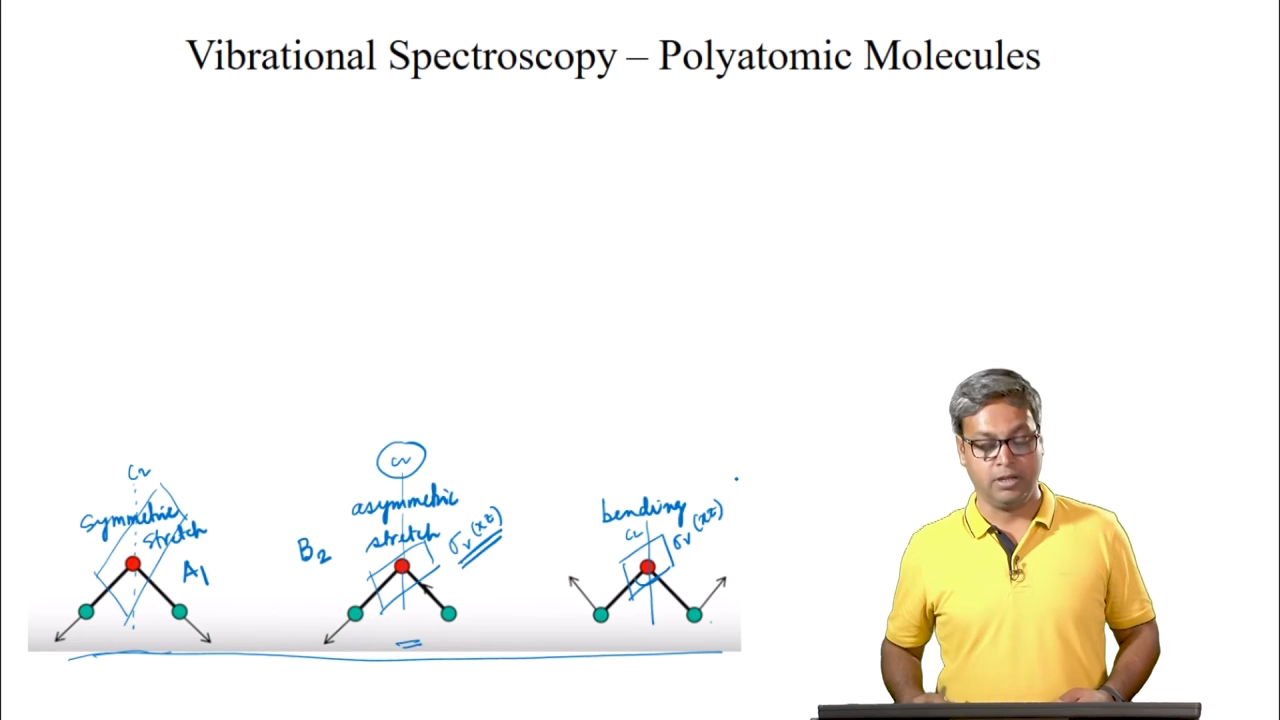 Vibrational Spectroscopy – Polyatomic Molecules
C₂
symmetric
stretch
A₁
C₂
asymmetric
stretch
B₂
σᵥ(xz)
bending
C₂
σᵥ(xz)